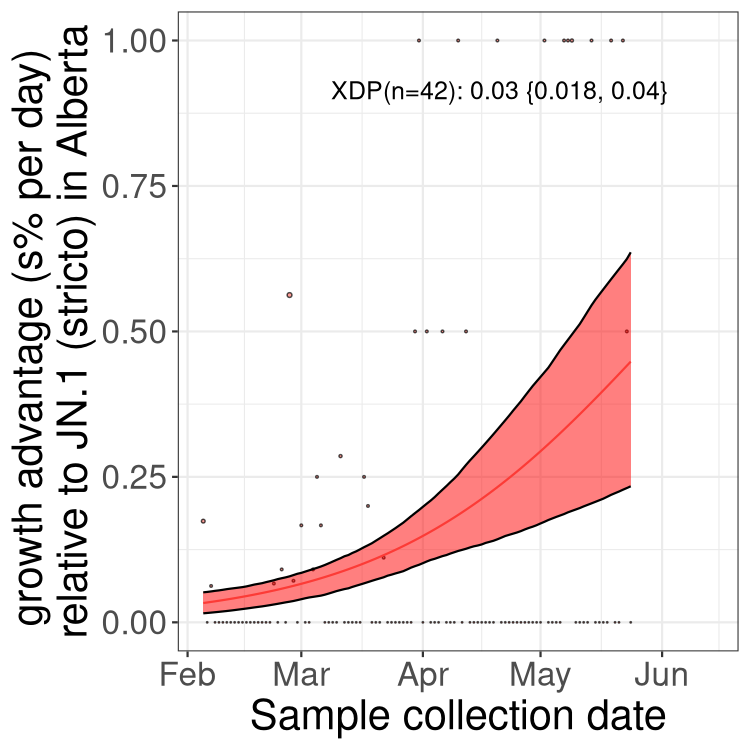 growth advantage (s% per day)
relative to JN.1 (stricto) in Alberta
1.00
0.75
0.50
0.25
0.00
XDP(n=42): 0.03 {0.018, 0.04}
Feb Mar Apr May Jun
Sample collection date